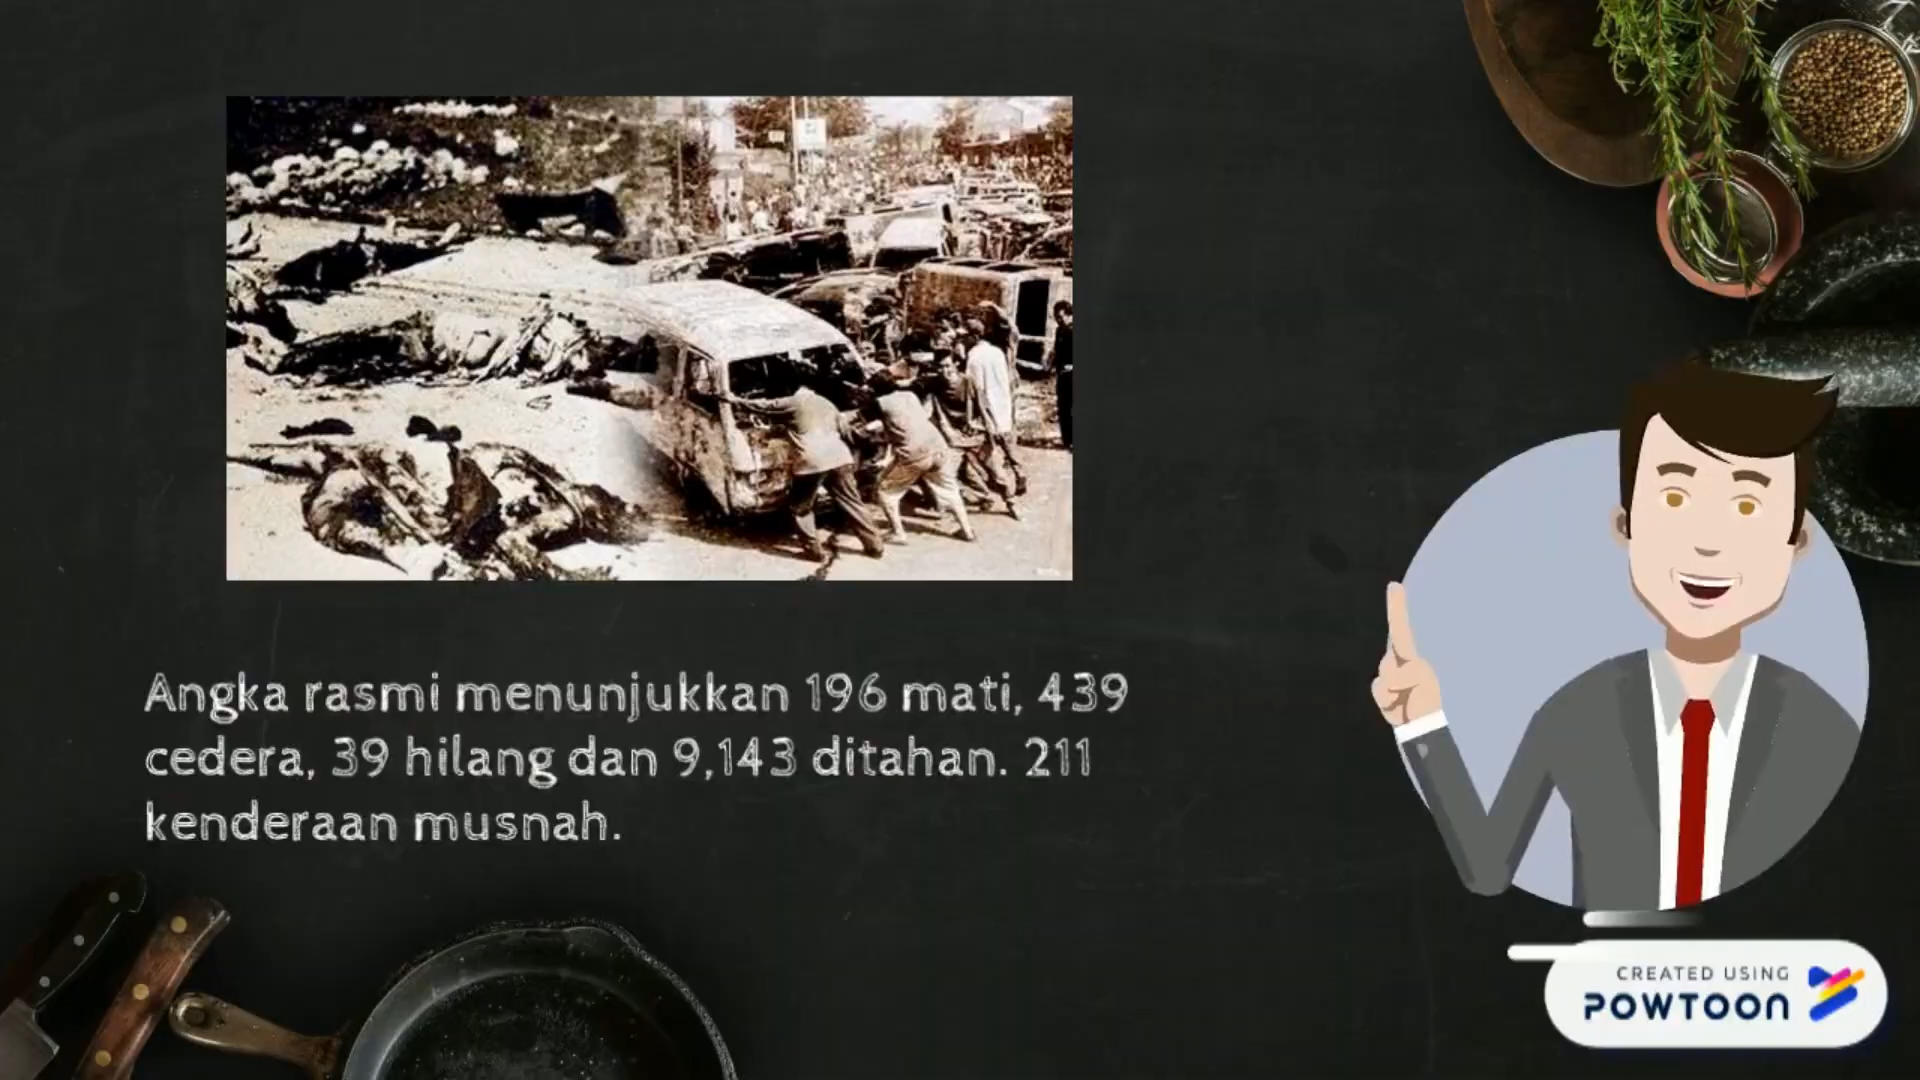 Angka rasmi menunjukkan 196 mati, 439
cedera, 39 hilang dan 9,143 ditahan. 211
kenderaan musnah.
CREATED USING
POWTOON